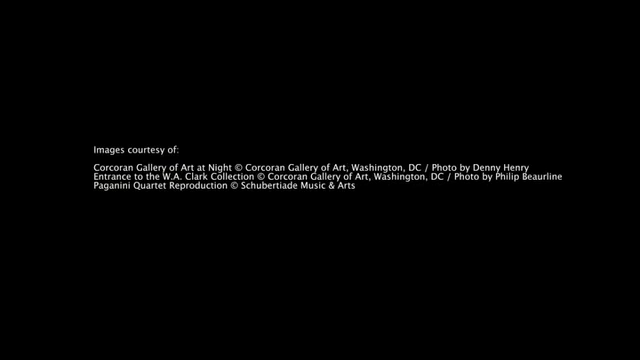 Images courtesy of:
Corcoran Gallery of Art at Night © Corcoran Gallery of Art, Washington, DC / Photo by Denny Henry
Entrance to the W.A. Clark Collection © Corcoran Gallery of Art, Washington, DC / Photo by Philip Beaurline
Paganini Quartet Reproduction © Schubertiade Music & Arts